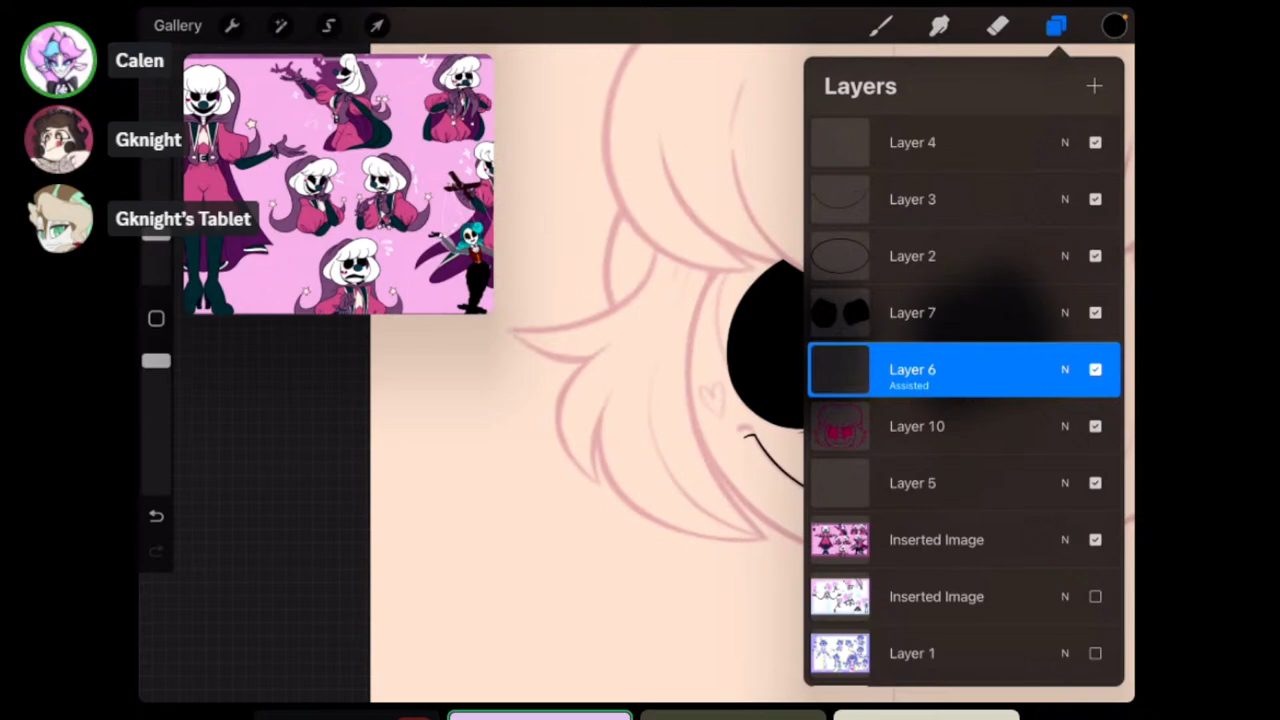 Gallery
Calen
Gknight
Gknight's Tablet
Layers
Layer 4
N
Layer 3
N
Layer 2
N
Layer 7
N
Layer 6
Assisted
N
Layer 10
N
Layer 5
N
Inserted Image
N
Inserted Image
N
Layer 1
N